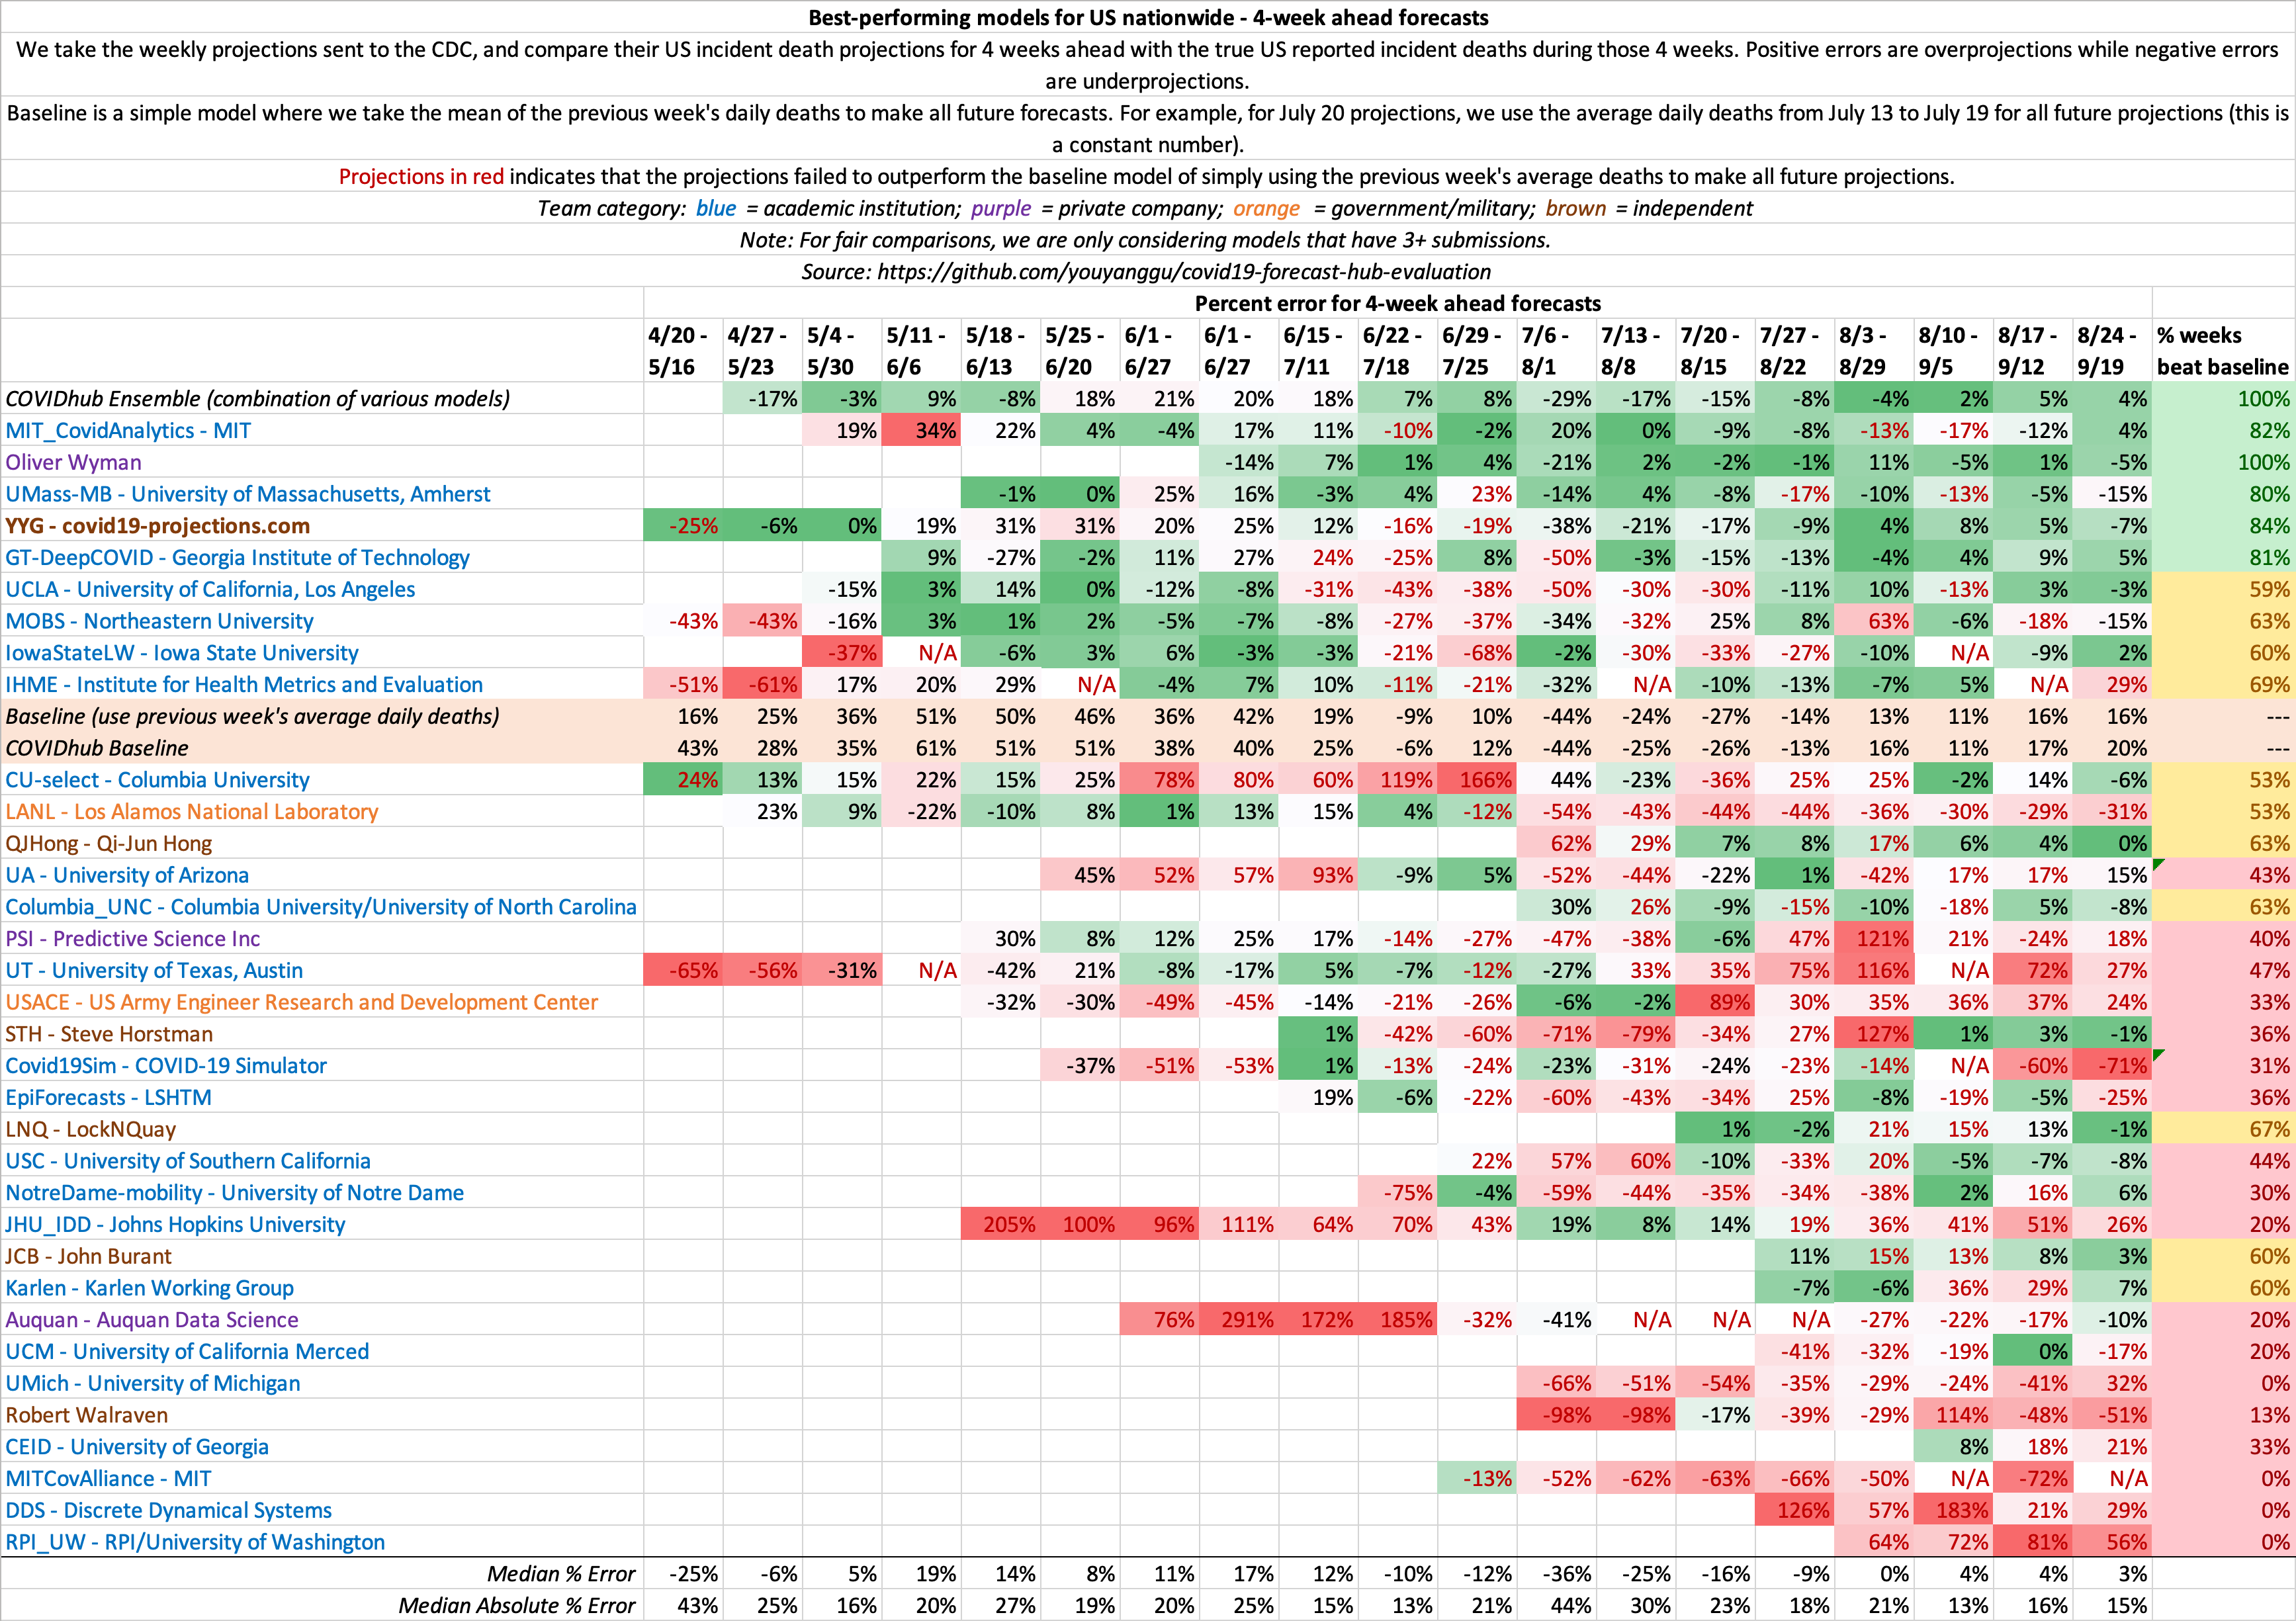 Best-performing models for US nationwide - 4-week ahead forecasts
We take the weekly projections sent to the CDC, and compare their US incident death projections for 4 weeks ahead with the true US reported incident deaths during those 4 weeks. Positive errors are overprojections while negative errors
are underprojections.
Baseline is a simple model where we take the mean of the previous week's daily deaths to make all future forecasts. For example, for July 20 projections, we use the average daily deaths from July 13 to July 19 for all future projections (this is
a constant number).
Projections in red indicates that the projections failed to outperform the baseline model of simply using the previous week's average deaths to make all future projections.
Team category: blue = academic institution; purple = private company; orange = government/military; brown = independent
Note: For fair comparisons, we are only considering models that have 3+ submissions.
Source: https://github.com/youyanggu/covid19-forecast-hub-evaluation
Percent error for 4-week ahead forecasts
4/20 - 4/27 - 5/4 - 5/11 - 5/18 - 5/25 - 6/1 - 6/1 - 6/15 - 6/22 - 6/29 - 7/6 - 7/13 - 7/20 - 7/27 - 8/3 - 8/10 - 8/17 - 8/24 - % weeks
5/16 5/23 5/30 6/6 6/13 6/20 6/27 6/27 7/11 7/18 7/25 8/1 8/8 8/15 8/22 8/29 9/5 9/12 9/19 beat baseline
COVIDhub Ensemble (combination of various models) -17% -3% 9% -8% 18% 21% 20% 18% 7% 8% -29% -17% -15% -8% -4% 2% 5% 4% 100%
MIT_CovidAnalytics - MIT 19% 34% 22% 4% -4% 17% 11% -10% -2% 20% 0% -9% -8% -13% -17% -12% 4% 82%
Oliver Wyman -14% 7% 1% 4% -21% 2% -2% -1% 11% -5% 1% -5% 100%
UMass-MB - University of Massachusetts, Amherst -1% 0% 25% 16% -3% 4% 23% -14% 4% -8% -17% -10% -13% -5% -15% 80%
YYG - covid19-projections.com -25% -6% 0% 19% 31% 31% 20% 25% 12% -16% -19% -38% -21% -17% -9% 4% 8% 5% -7% 84%
GT-DeepCOVID - Georgia Institute of Technology 9% -27% -2% 11% 27% 24% -25% 8% -50% -3% -15% -13% -4% 4% 9% 5% 81%
UCLA - University of California, Los Angeles -15% 3% 14% 0% -12% -8% -31% -43% -38% -50% -30% -30% -11% 10% -13% 3% -3% 59%
MOBS - Northeastern University -43% -43% -16% 3% 1% 2% -5% -7% -8% -27% -37% -34% -32% 25% 8% 63% -6% -18% -15% 63%
IowaStateLW - Iowa State University -37% N/A -6% 3% 6% -3% -3% -21% -68% -2% -30% -33% -27% -10% N/A -9% 2% 60%
IHME - Institute for Health Metrics and Evaluation -51% -61% 17% 20% 29% N/A -4% 7% 10% -11% -21% -32% N/A -10% -13% -7% 5% N/A 29% 69%
Baseline (use previous week's average daily deaths) 16% 25% 36% 51% 50% 46% 36% 42% 19% -9% 10% -44% -24% -27% -14% 13% 11% 16% 16% ---
COVIDhub Baseline 43% 28% 35% 61% 51% 51% 38% 40% 25% -6% 12% -44% -25% -26% -13% 16% 11% 17% 20% ---
CU-select - Columbia University 24% 13% 15% 22% 15% 25% 78% 80% 60% 119% 166% 44% -23% -36% 25% 25% -2% 14% -6% 53%
LANL - Los Alamos National Laboratory 23% 9% -22% -10% 8% 1% 13% 15% 4% -12% -54% -43% -44% -44% -36% -30% -29% -31% 53%
QJHong - Qi-Jun Hong 62% 29% 7% 8% 17% 6% 4% 0% 63%
UA - University of Arizona 45% 52% 57% 93% -9% 5% -52% -44% -22% 1% -42% 17% 17% 15% 43%
Columbia_UNC - Columbia University/University of North Carolina 30% 26% -9% -15% -10% -18% 5% -8% 63%
PSI - Predictive Science Inc 30% 8% 12% 25% 17% -14% -27% -47% -38% -6% 47% 121% 21% -24% 18% 40%
UT - University of Texas, Austin -65% -56% -31% N/A -42% 21% -8% -17% 5% -7% -12% -27% 33% 35% 75% 116% N/A 72% 27% 47%
USACE - US Army Engineer Research and Development Center -32% -30% -49% -45% -14% -21% -26% -6% -2% 89% 30% 35% 36% 37% 24% 33%
STH - Steve Horstman 1% -42% -60% -71% -79% -34% 27% 127% 1% 3% -1% 36%
Covid19Sim - COVID-19 Simulator -37% -51% -53% 1% -13% -24% -23% -31% -24% -23% -14% N/A -60% -71% 31%
EpiForecasts - LSHTM 19% -6% -22% -60% -43% -34% 25% -8% -19% -5% -25% 36%
LNQ - LockNQuay 1% -2% 21% 15% 13% -1% 67%
USC - University of Southern California 22% 57% 60% -10% -33% 20% -5% -7% -8% 44%
NotreDame-mobility - University of Notre Dame -75% -4% -59% -44% -35% -34% -38% 2% 16% 6% 30%
JHU_IDD - Johns Hopkins University 205% 100% 96% 111% 64% 70% 43% 19% 8% 14% 19% 36% 41% 51% 26% 20%
JCB - John Burant 11% 15% 13% 8% 3% 60%
Karlen - Karlen Working Group -7% -6% 36% 29% 7% 60%
Auquan - Auquan Data Science 76% 291% 172% 185% -32% -41% N/A N/A N/A -27% -22% -17% -10% 20%
UCM - University of California Merced -41% -32% -19% 0% -17% 20%
UMich - University of Michigan -66% -51% -54% -35% -29% -24% -41% 32% 0%
Robert Walraven -98% -98% -17% -39% -29% 114% -48% -51% 13%
CEID - University of Georgia 8% 18% 21% 33%
MITCovAlliance - MIT -13% -52% -62% -63% -66% -50% N/A -72% N/A 0%
DDS - Discrete Dynamical Systems 126% 57% 183% 21% 29% 0%
RPI_UW - RPI/University of Washington 64% 72% 81% 56% 0%
Median % Error -25% -6% 5% 19% 14% 8% 11% 17% 12% -10% -12% -36% -25% -16% -9% 0% 4% 4% 3%
Median Absolute % Error 43% 25% 16% 20% 27% 19% 20% 25% 15% 13% 21% 44% 30% 23% 18% 21% 13% 16% 15%